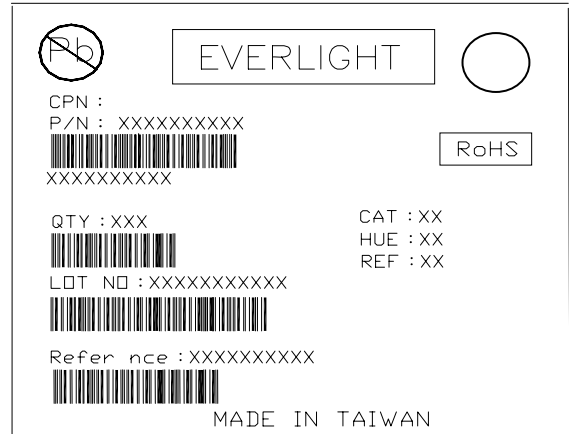 Pb
EVERLIGHT
CPN :
P/N : XXXXXXXXXX
RoHS
XXXXXXXXXX
QTY : XXX
CAT : XX
HUE : XX
REF : XX
LOT NO : XXXXXXXXXXX
Refer nce : XXXXXXXXXX
MADE IN TAIWAN